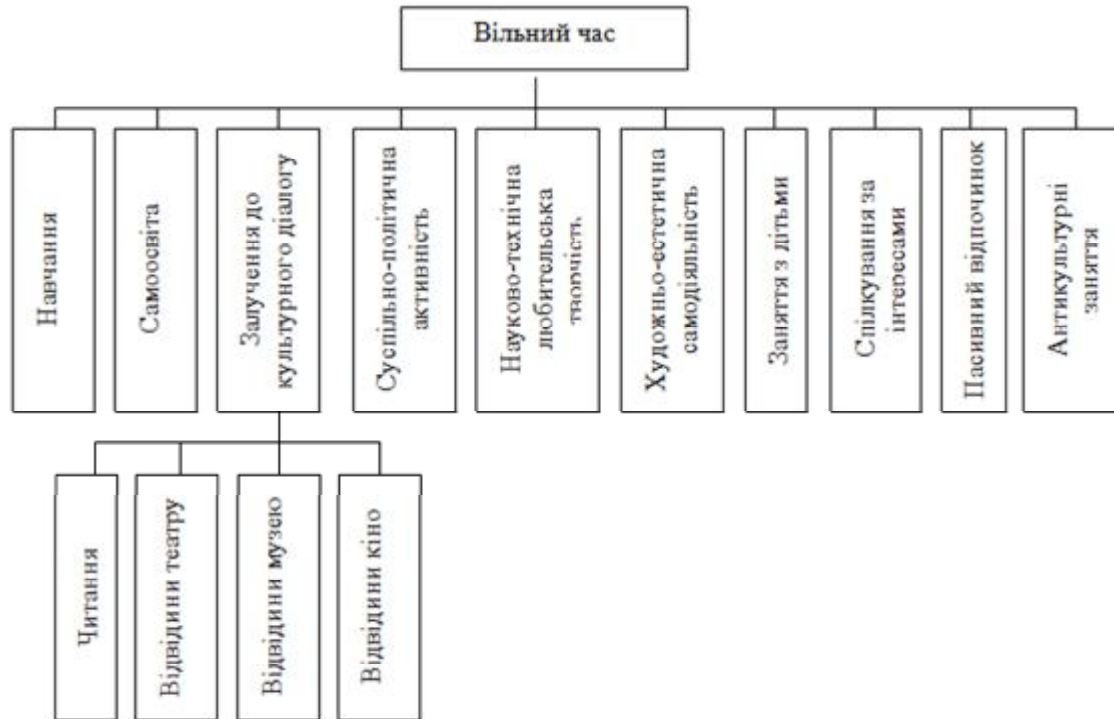 Вільний час
Навчання
Самоосвіта
Залучення до
культурного діалогу
Суспільно-політична
активність
Науково-технічна
любительська
творчість
Художньо-естетична
самодіяльність
Заняття з дітьми
Спілкування за
інтересами
Пасивний відпочинок
Антикультурні
заняття
Читання
Відвідини театру
Відвідини музею
Відвідини кіно